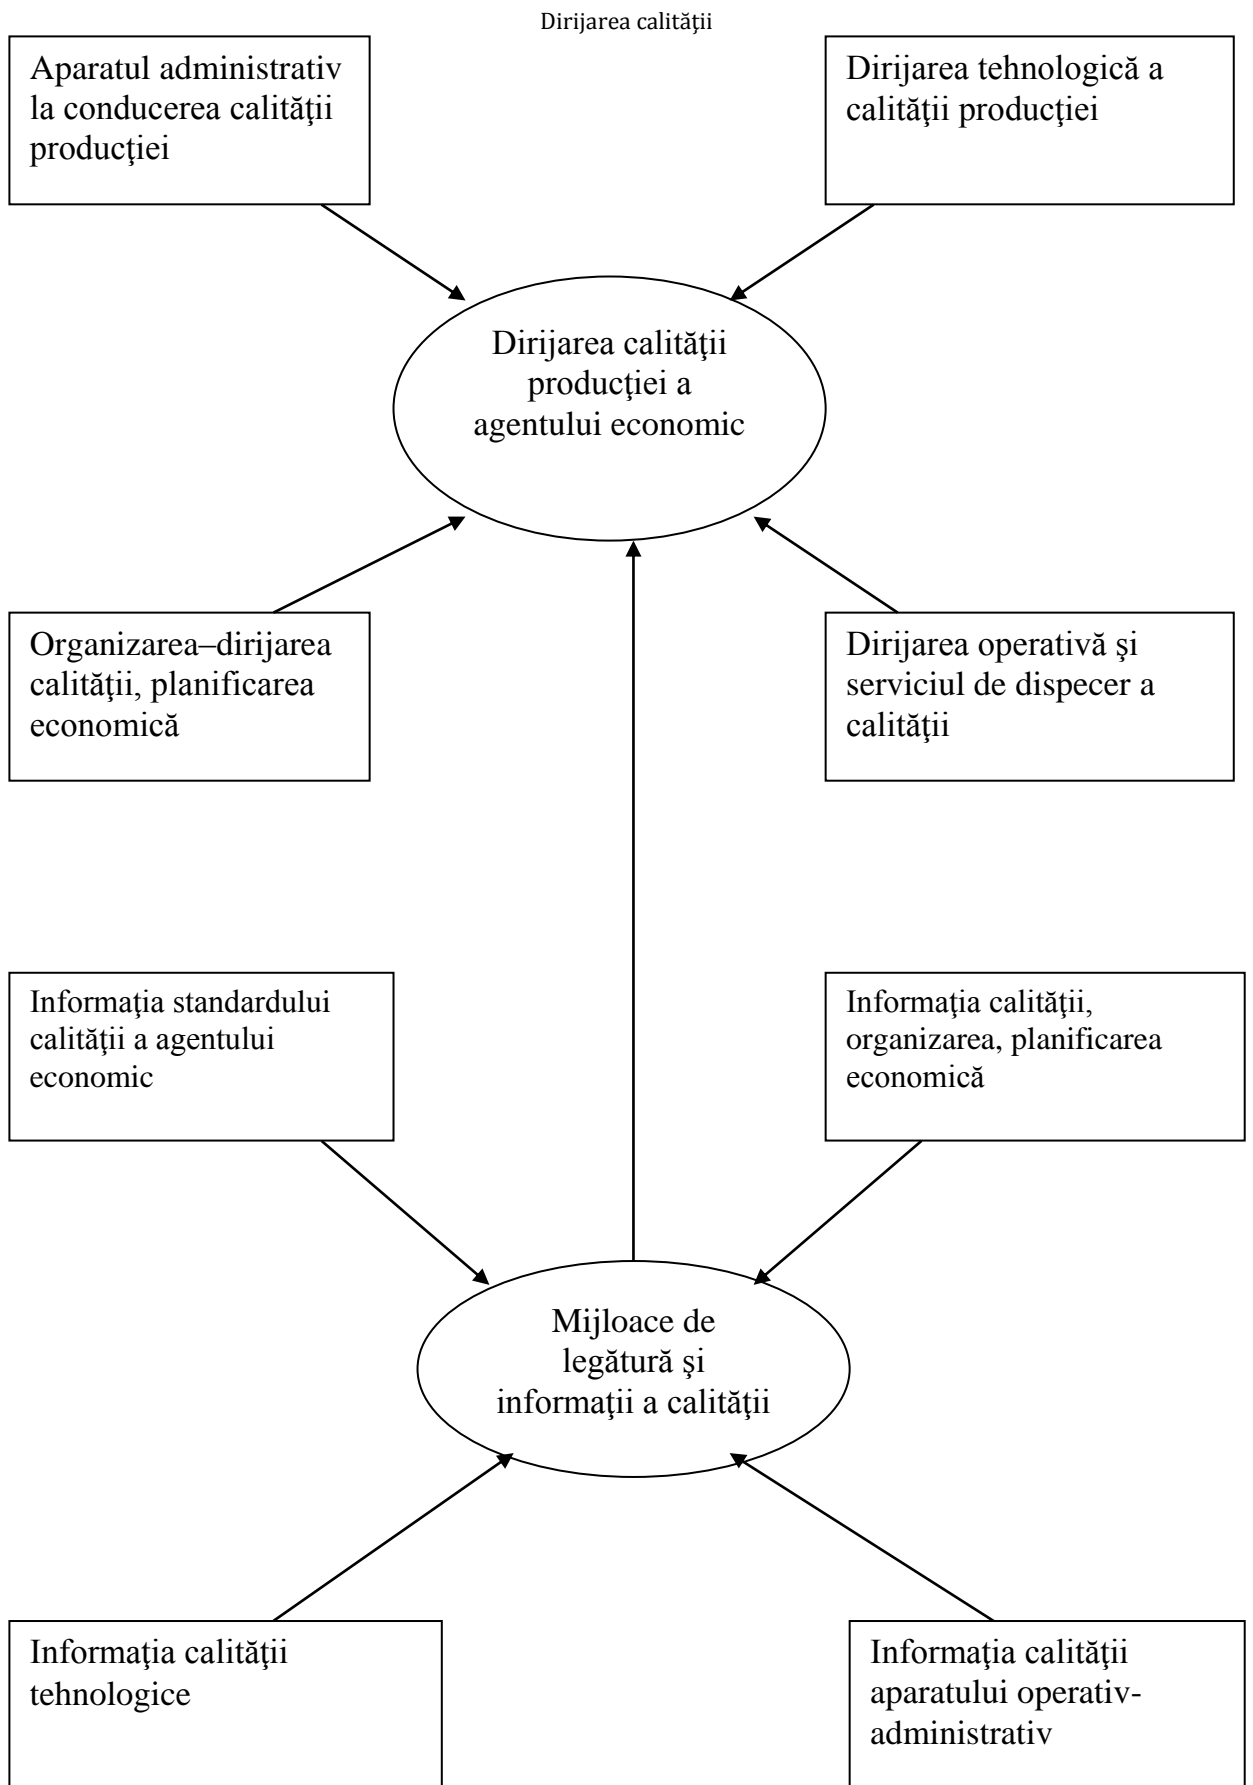 Dirijarea calității
Aparatul administrativ
la conducerea calităţii
producţiei
Dirijarea tehnologică a
calităţii producţiei
Dirijarea calităţii
producţiei a
agentului economic
Organizarea–dirijarea
calităţii, planificarea
economică
Dirijarea operativă şi
serviciul de dispecer a
calităţii
Informaţia standardului
calităţii a agentului
economic
Informaţia calităţii,
organizarea, planificarea
economică
Mijloace de
legătură şi
informaţii a calităţii
Informaţia calităţii
tehnologice
Informaţia calităţii
aparatului operativ-
administrativ